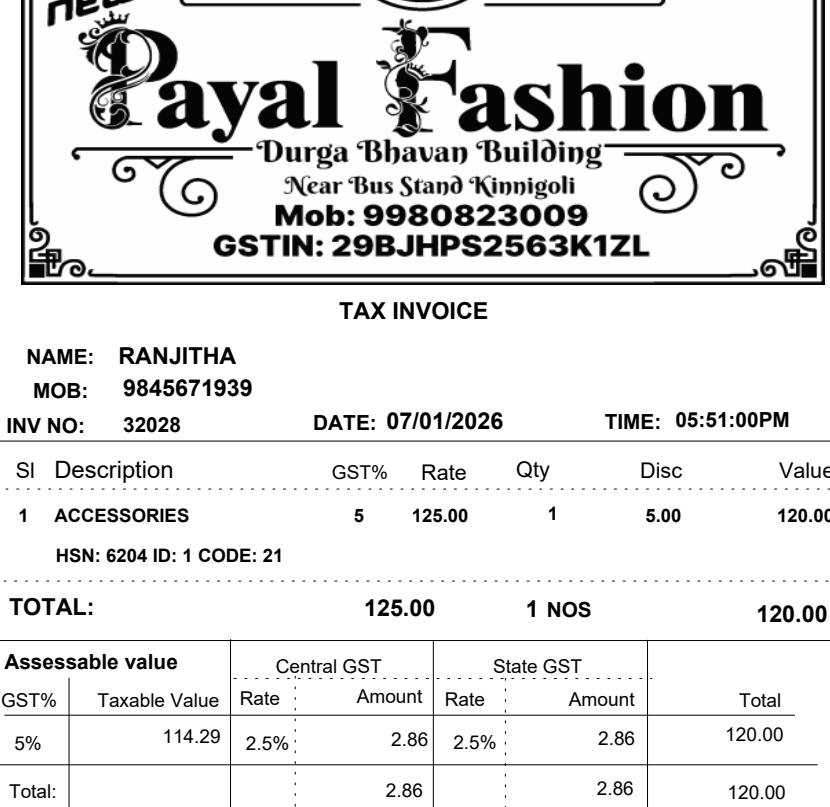 new
Payal Fashion
Durga Bhavan Building
Near Bus Stand Kinnigoli
Mob: 9980823009
GSTIN: 29BJHPS2563K1ZL
TAX INVOICE
NAME: RANJITHA
MOB: 9845671939
INV NO: 32028 DATE: 07/01/2026 TIME: 05:51:00PM
Sl Description GST% Rate Qty Disc Value
1 ACCESSORIES 5 125.00 1 5.00 120.00
HSN: 6204 ID: 1 CODE: 21
TOTAL: 125.00 1 NOS 120.00
Assessable value Central GST State GST
GST% Taxable Value Rate Amount Rate Amount Total
5% 114.29 2.5% 2.86 2.5% 2.86 120.00
Total: 2.86 2.86 120.00